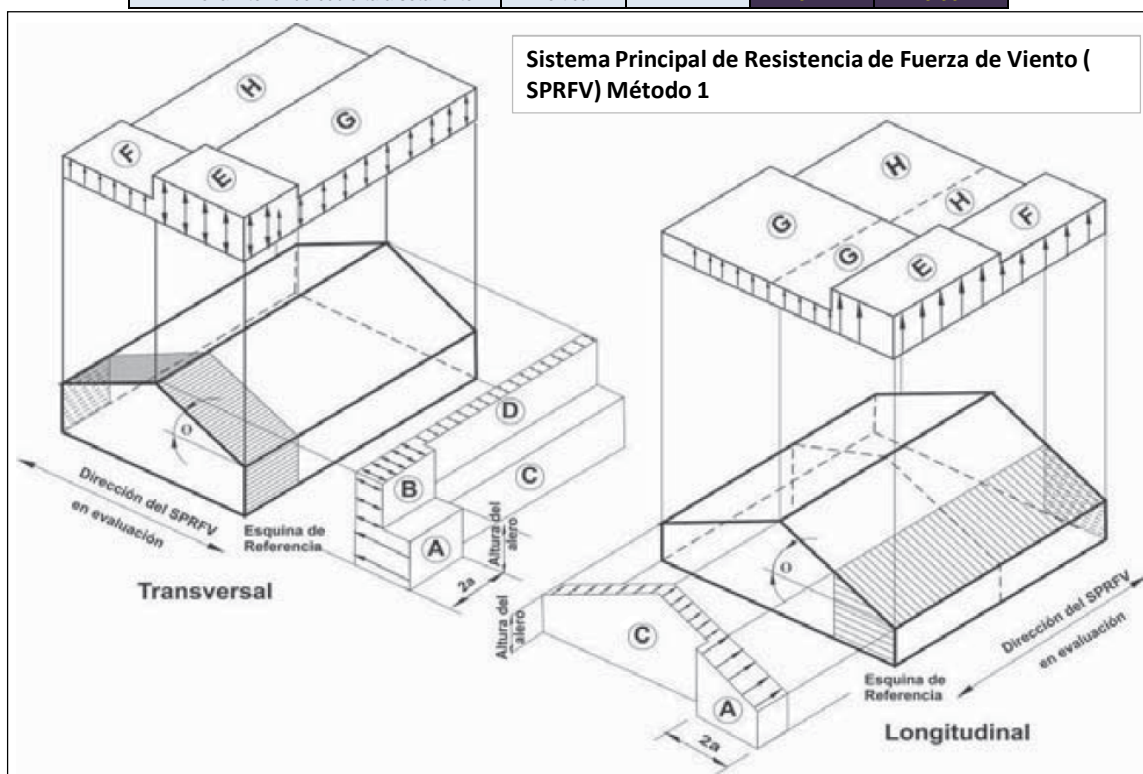 Sistema Principal de Resistencia de Fuerza de Viento (
SPRFV) Método 1
H
G
F
E
D
B
C
A
Θ
Dirección del SPRFV
en evaluación
Esquina de
Referencia
Altura del
alero
2a
Transversal
H
H
G
G
F
E
Θ
Altura del
alero
C
A
2a
Dirección del SPRFV
en evaluación
Esquina de
Referencia
Longitudinal